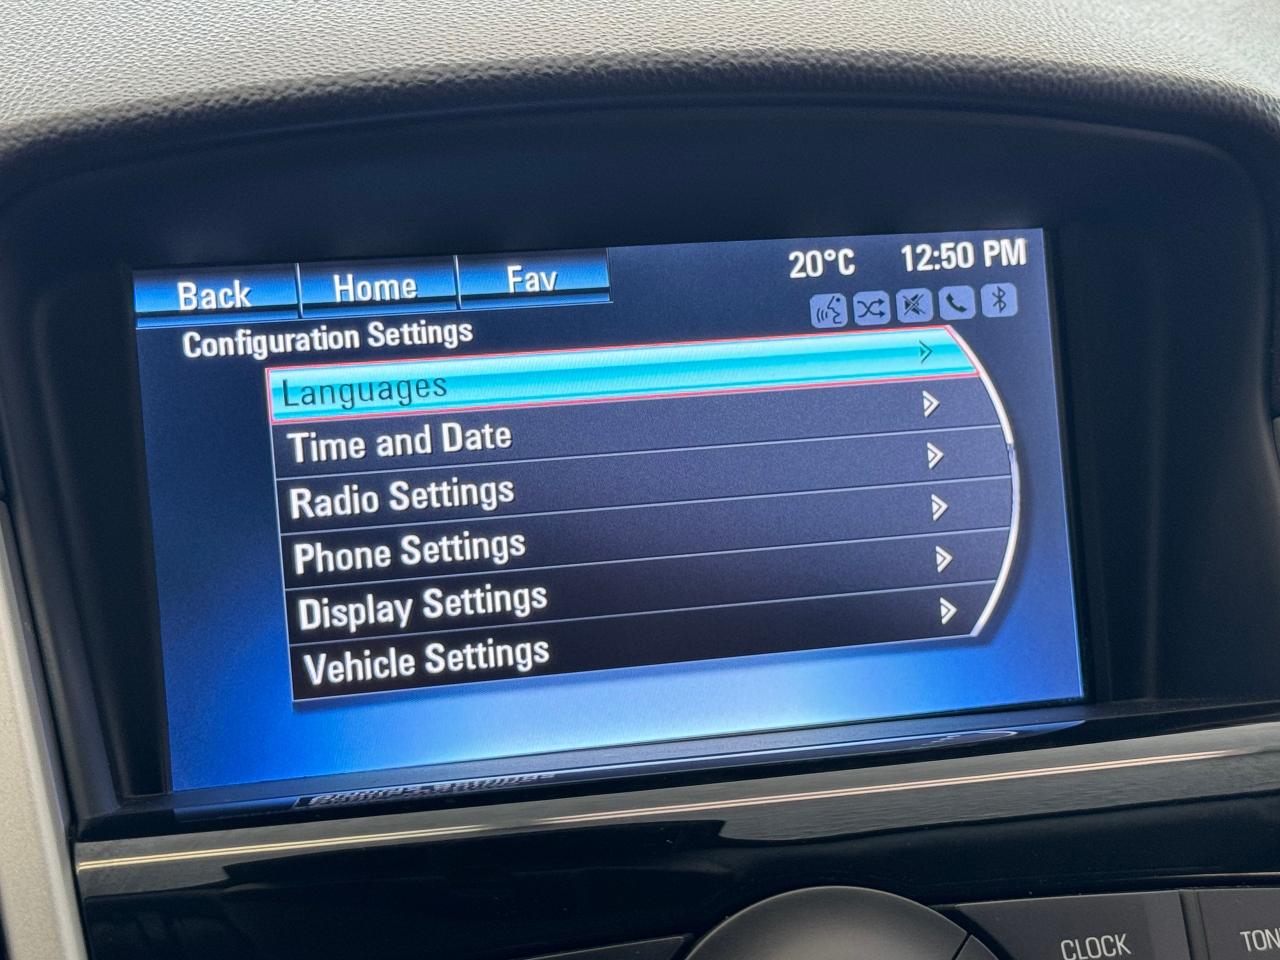 Back Home Fav 20°C 12:50 PM
Configuration Settings
Languages
Time and Date
Radio Settings
Phone Settings
Display Settings
Vehicle Settings
CLOCK